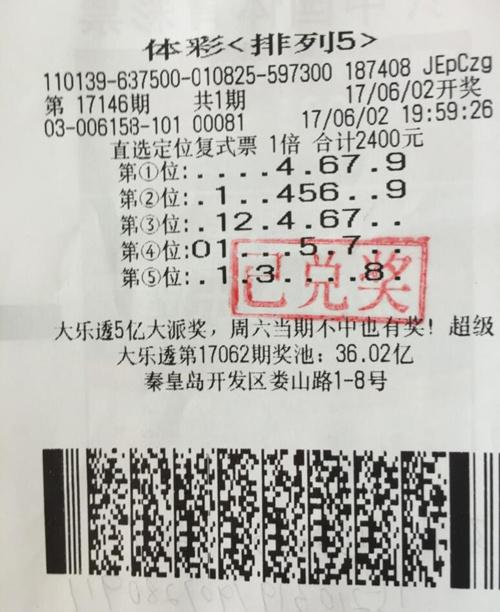 体彩<排列5>
110139-637500-010825-597300 187408 JEpCzg
第 17146期 共1期 17/06/02开奖
03-006158-101 00081 17/06/02 19:59:26
直选定位复式票 1倍 合计2400元
第①位:....4.67.9
第②位:.1..456..9
第③位:.12.4.67..
第④位:01...5.7..
第⑤位:.1.3....8.
已兑奖
大乐透5亿大派奖，周六当期不中也有奖！超级
大乐透第17062期奖池：36.02亿
秦皇岛开发区娄山路1-8号